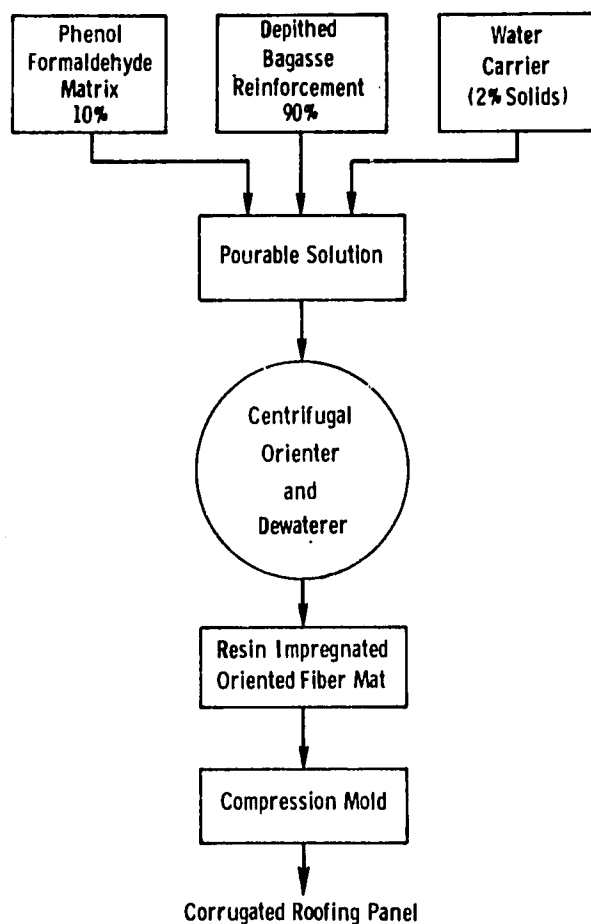 Phenol
Formaldehyde
Matrix
10%
Depithed
Bagasse
Reinforcement
90%
Water
Carrier
(2% Solids)
Pourable Solution
Centrifugal
Orienter
and
Dewaterer
Resin Impregnated
Oriented Fiber Mat
Compression Mold
Corrugated Roofing Panel